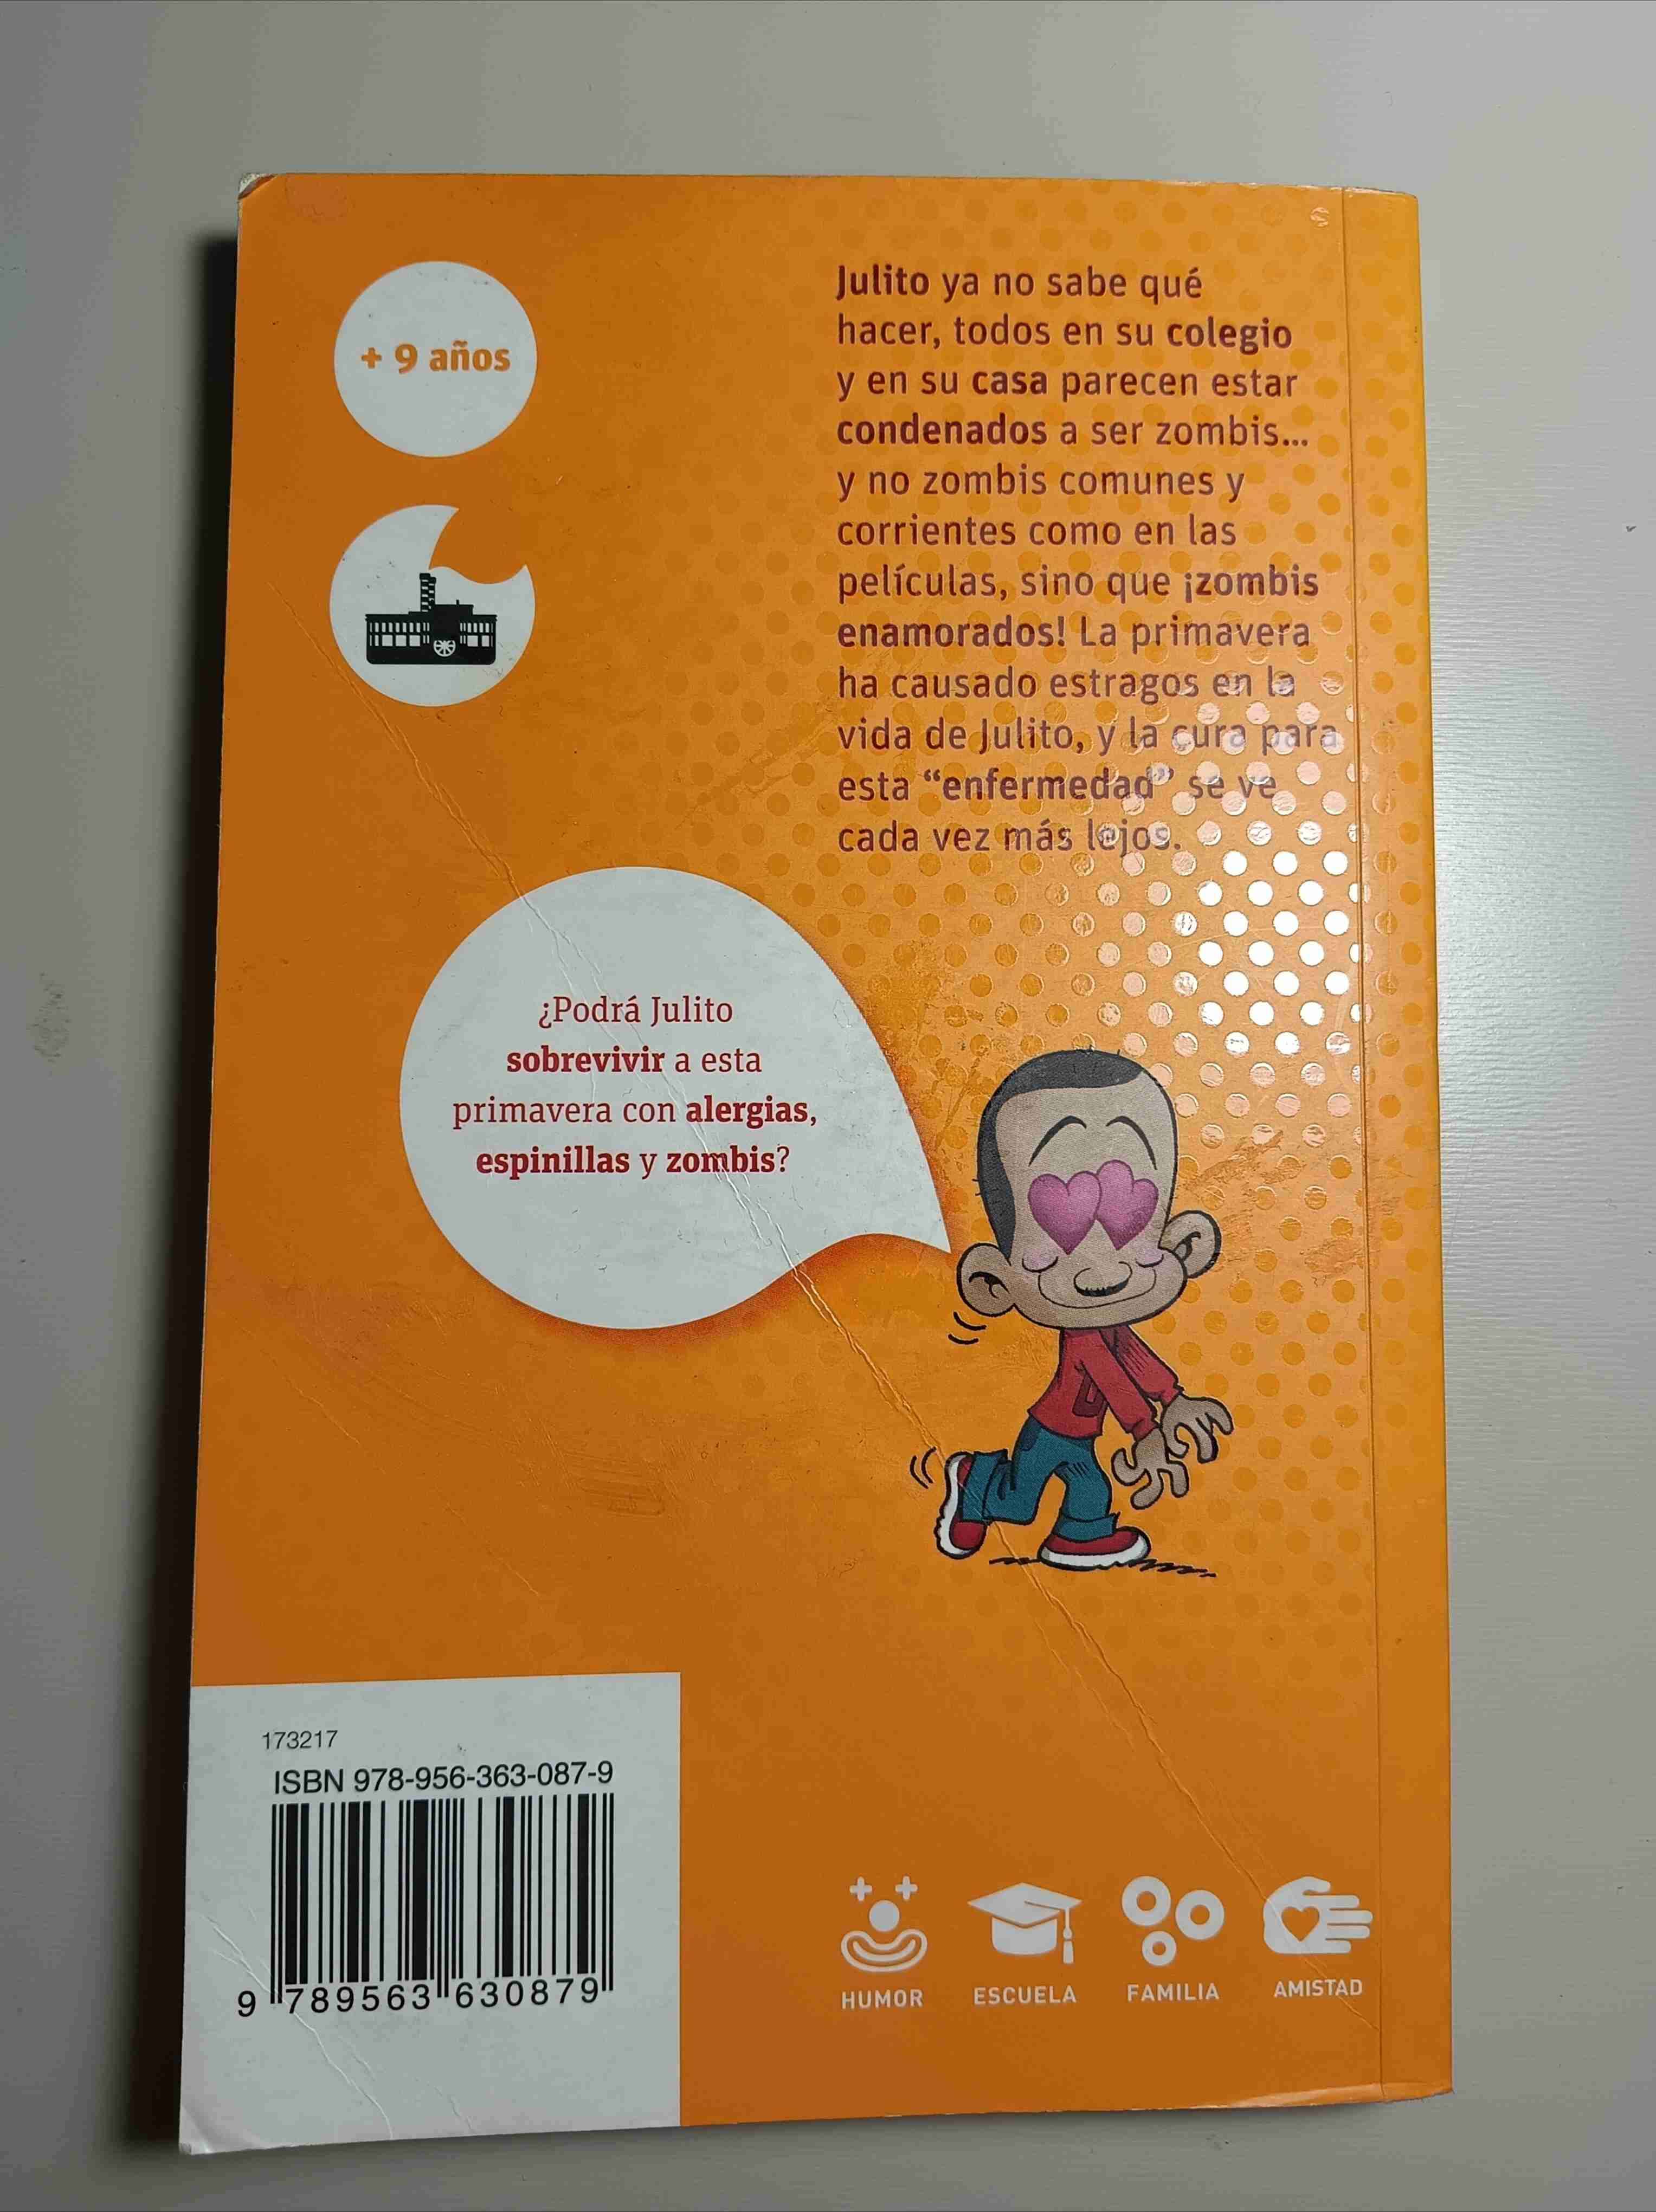 + 9 años
Julito ya no sabe qué
hacer, todos en su colegio
y en su casa parecen estar
condenados a ser zombis...
y no zombis comunes y
corrientes como en las
películas, sino que ¡zombis
enamorados! La primavera
ha causado estragos en la
vida de Julito, y la cura para
esta “enfermedad” se ve
cada vez más lejos.
¿Podrá Julito
sobrevivir a esta
primavera con alergias,
espinillas y zombis?
173217
ISBN 978-956-363-087-9
9 789563 630879
HUMOR
ESCUELA
FAMILIA
AMISTAD